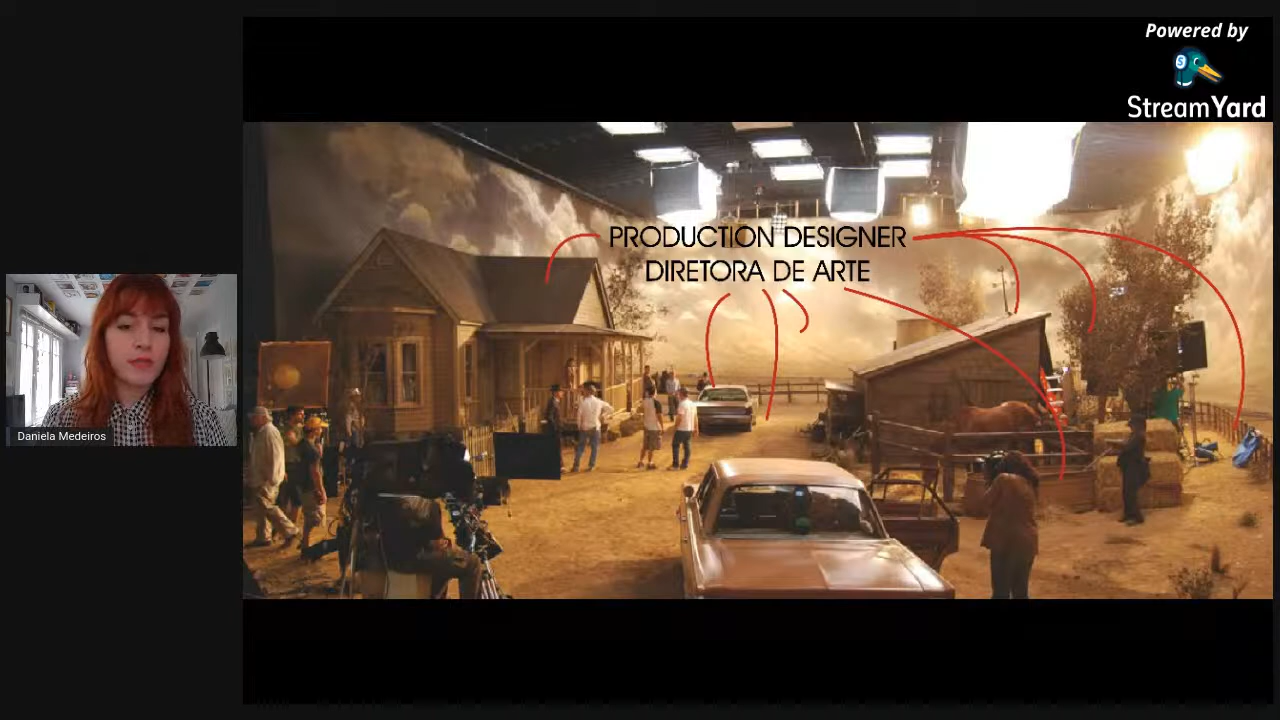 Powered by
StreamYard
PRODUCTION DESIGNER
DIRETORA DE ARTE
Daniela Medeiros